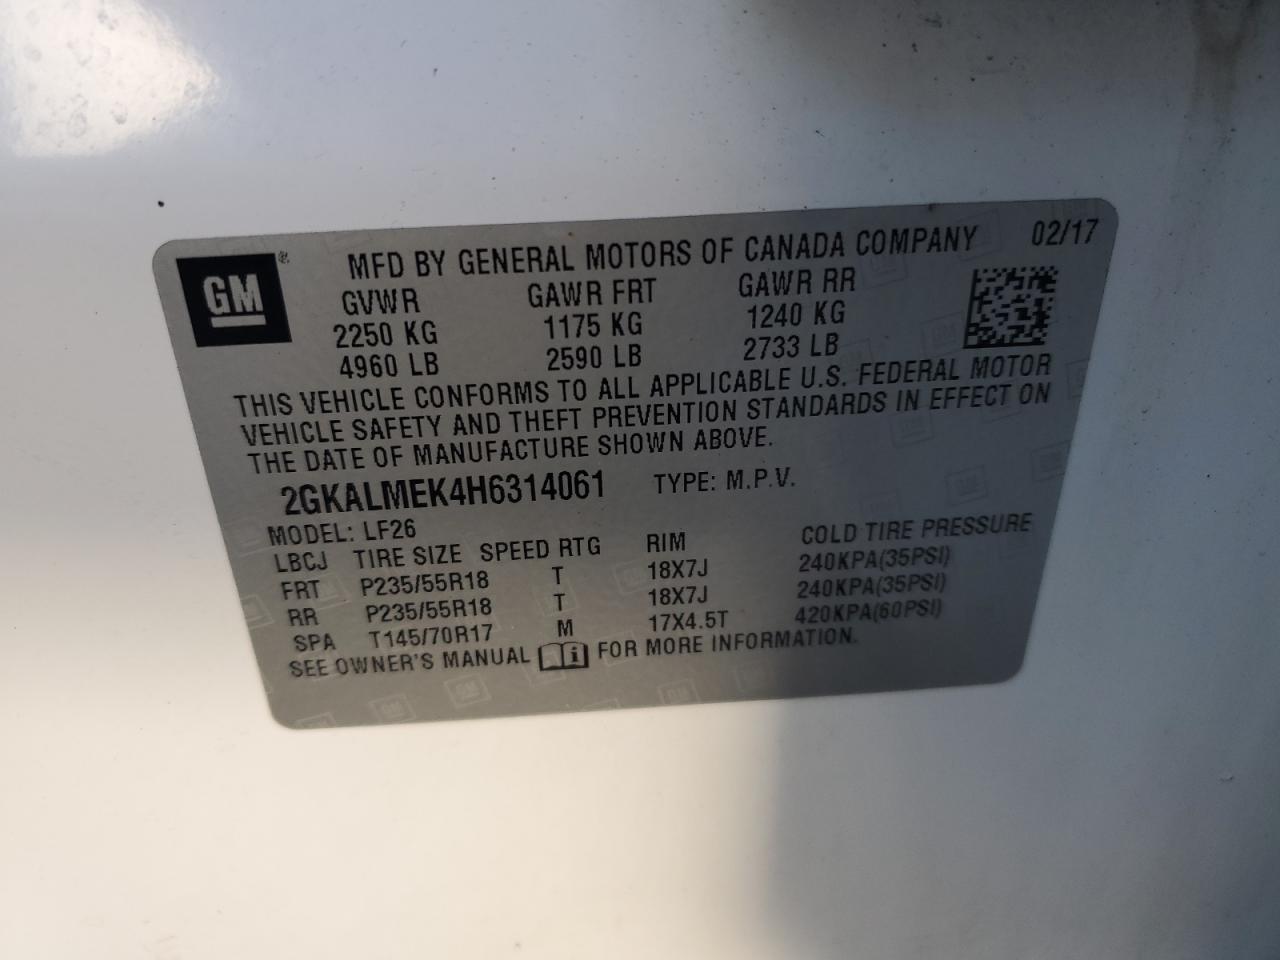 GM ® MFD BY GENERAL MOTORS OF CANADA COMPANY 02/17
GVWR GAWR FRT GAWR RR
2250 KG 1175 KG 1240 KG
4960 LB 2590 LB 2733 LB
THIS VEHICLE CONFORMS TO ALL APPLICABLE U.S. FEDERAL MOTOR
VEHICLE SAFETY AND THEFT PREVENTION STANDARDS IN EFFECT ON
THE DATE OF MANUFACTURE SHOWN ABOVE.
2GKALMEK4H6314061 TYPE: M.P.V.
MODEL: LF26
LBCJ TIRE SIZE SPEED RTG RIM COLD TIRE PRESSURE
FRT P235/55R18 T 18X7J 240KPA(35PSI)
RR P235/55R18 T 18X7J 240KPA(35PSI)
SPA T145/70R17 M 17X4.5T 420KPA(60PSI)
SEE OWNER'S MANUAL i FOR MORE INFORMATION.